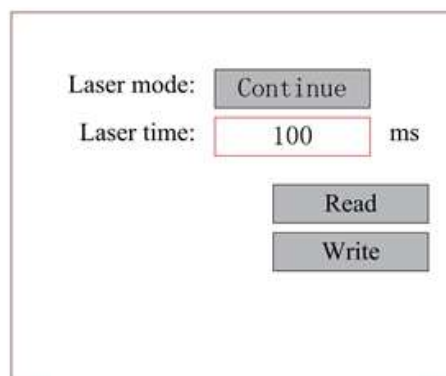 Laser mode: Continue
Laser time: 100 ms
Read
Write